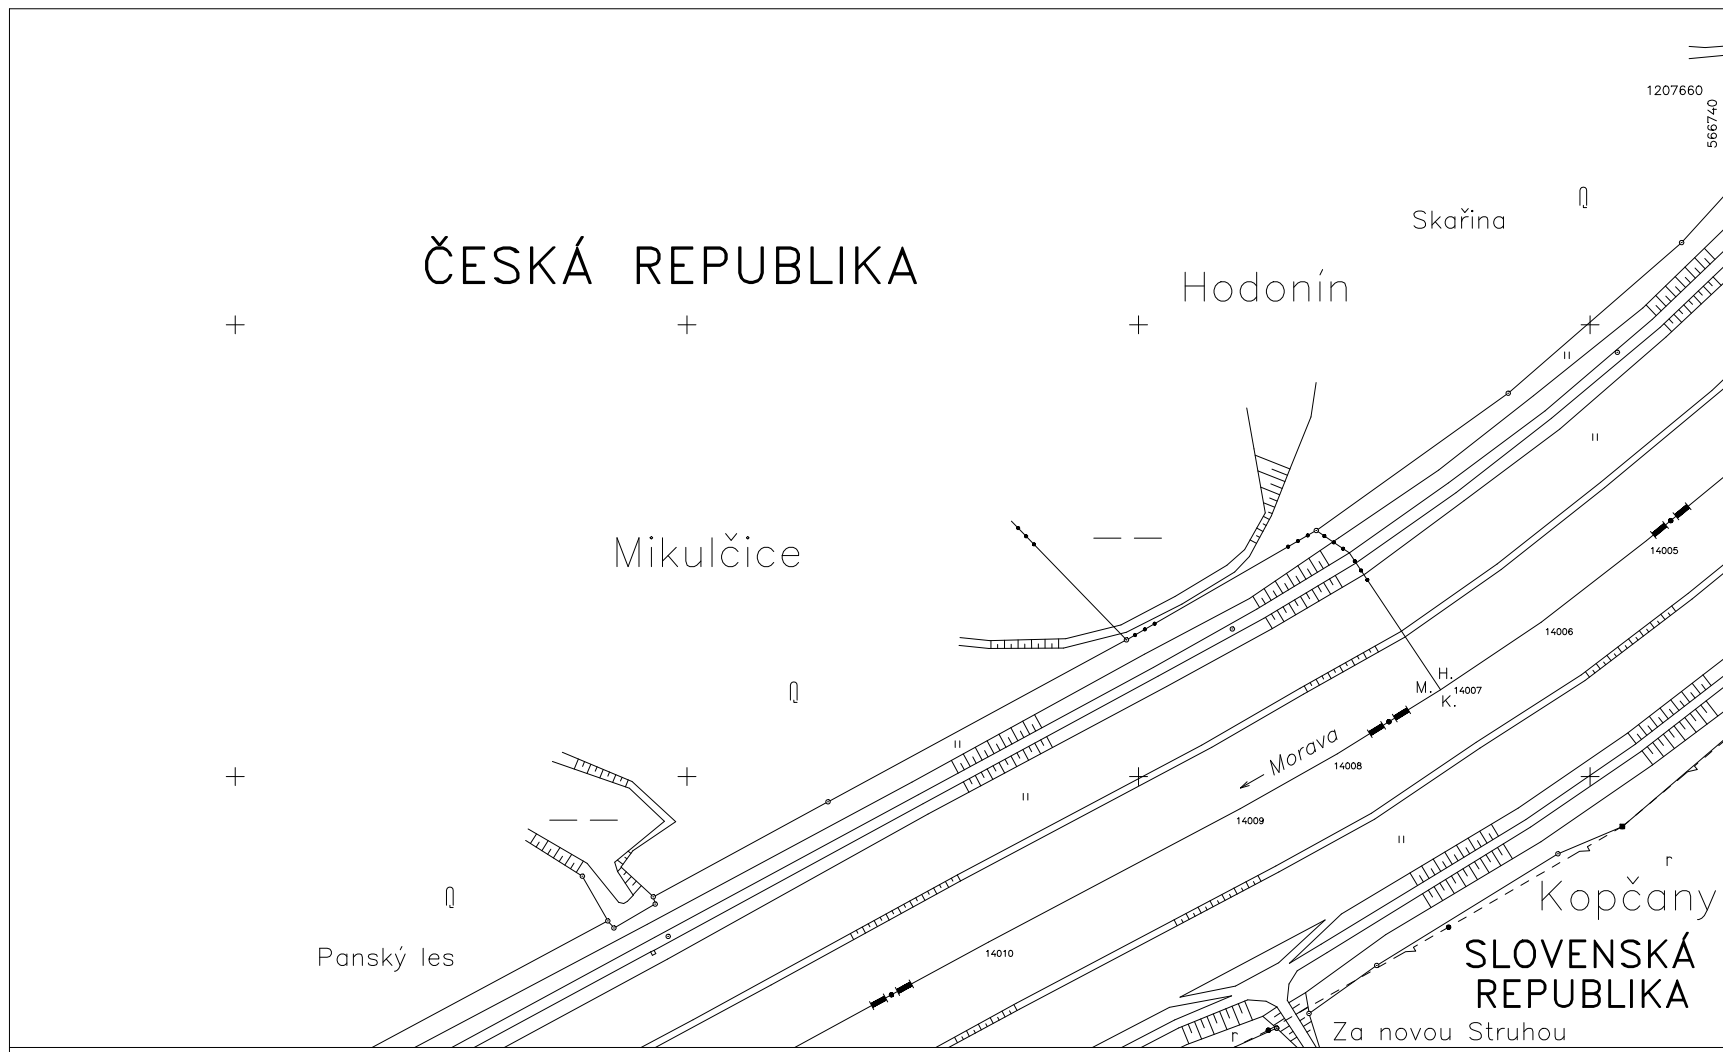 1207660
566740
Skařina
ČESKÁ REPUBLIKA
Hodonín
Mikulčice
14005
14006
H.
M.
14007
K.
Morava
14008
14009
Kopčany
Panský les
14010
SLOVENSKÁ
REPUBLIKA
Za novou Struhou